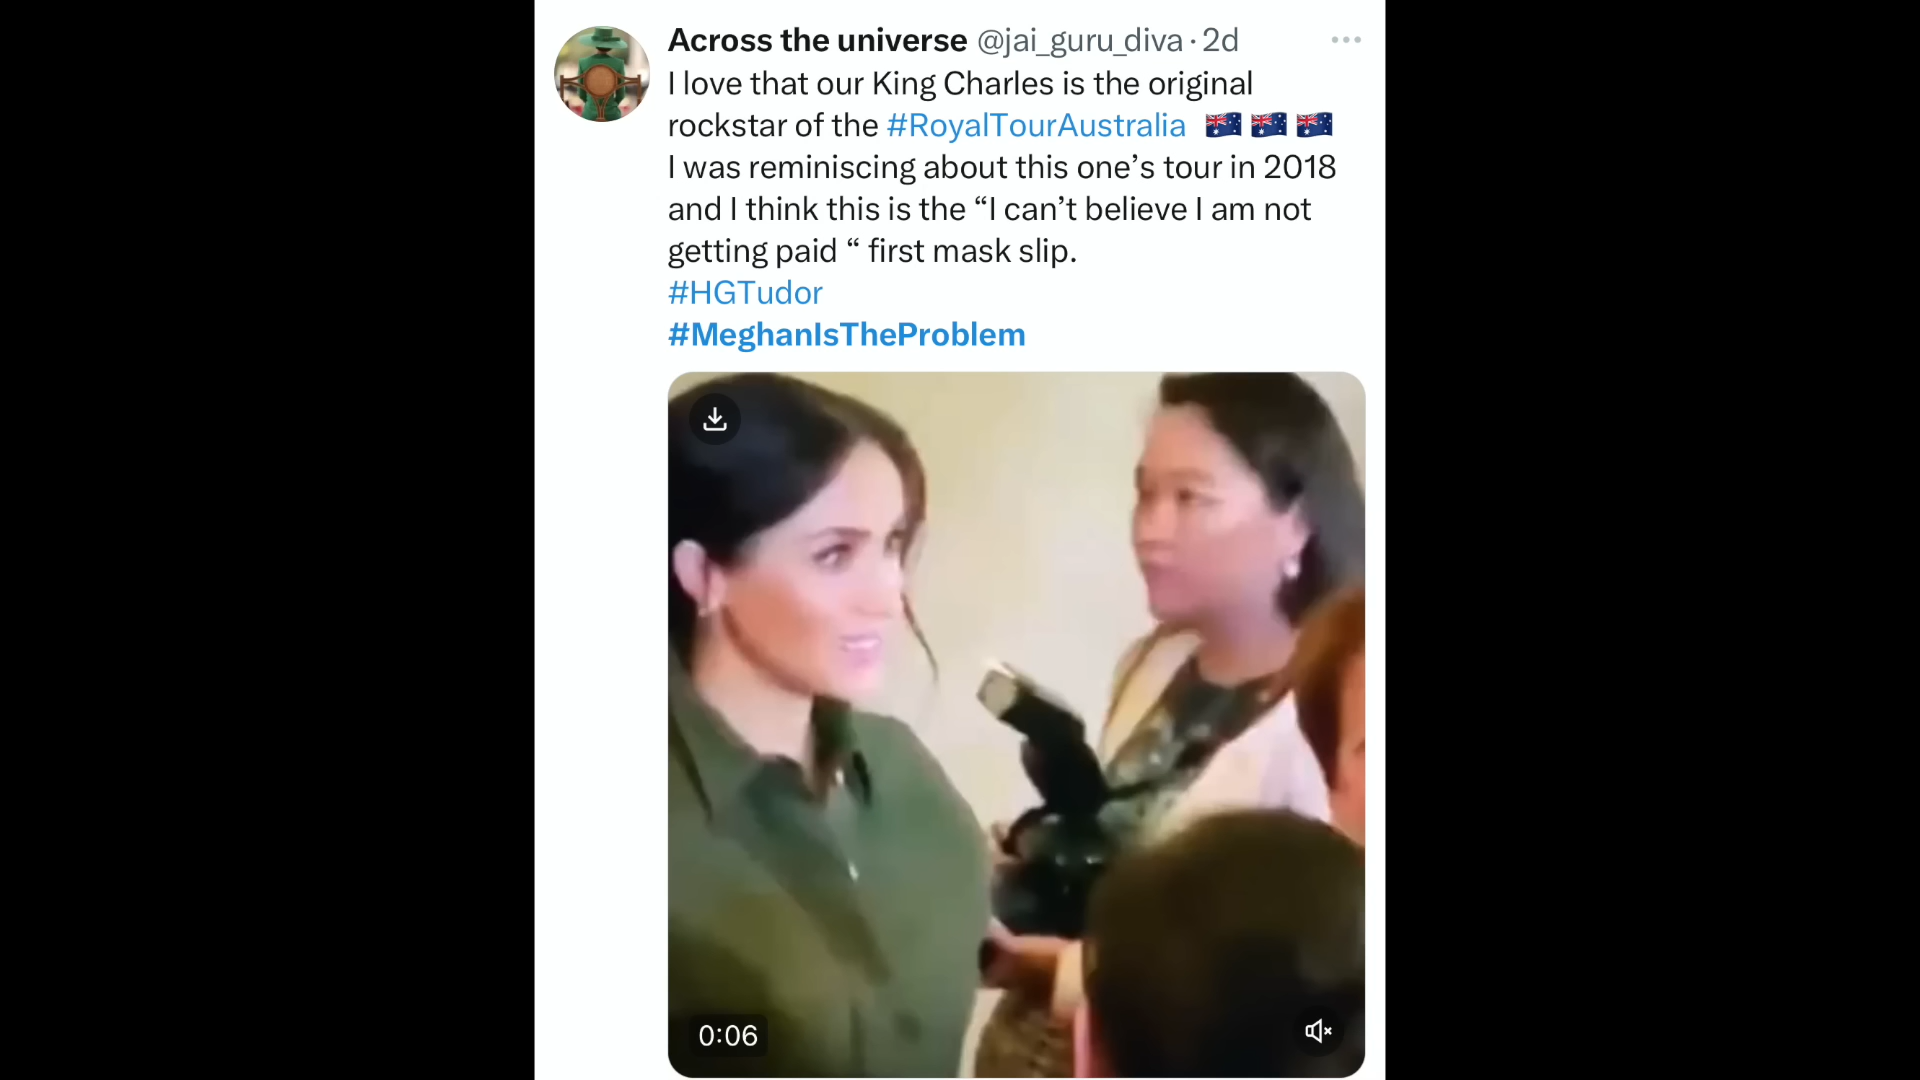 Across the universe @jai_guru_diva · 2d
I love that our King Charles is the original
rockstar of the #RoyalTourAustralia 🇦🇺 🇦🇺 🇦🇺
I was reminiscing about this one’s tour in 2018
and I think this is the “I can’t believe I am not
getting paid “ first mask slip.
#HGTudor
#MeghanIsTheProblem
0:06